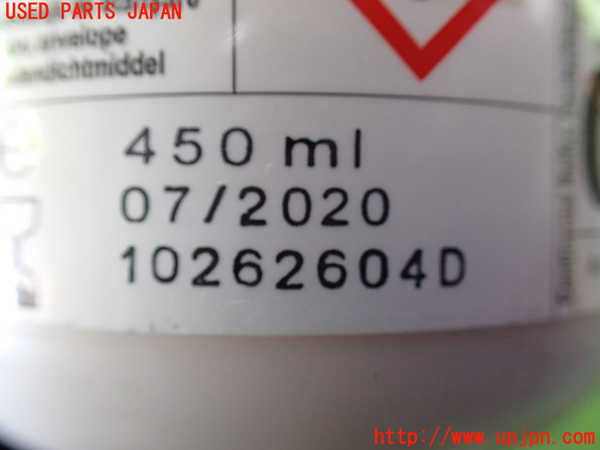 USED PARTS JAPAN
450 ml
07/2020
10262604D
http://www.upjpn.com/